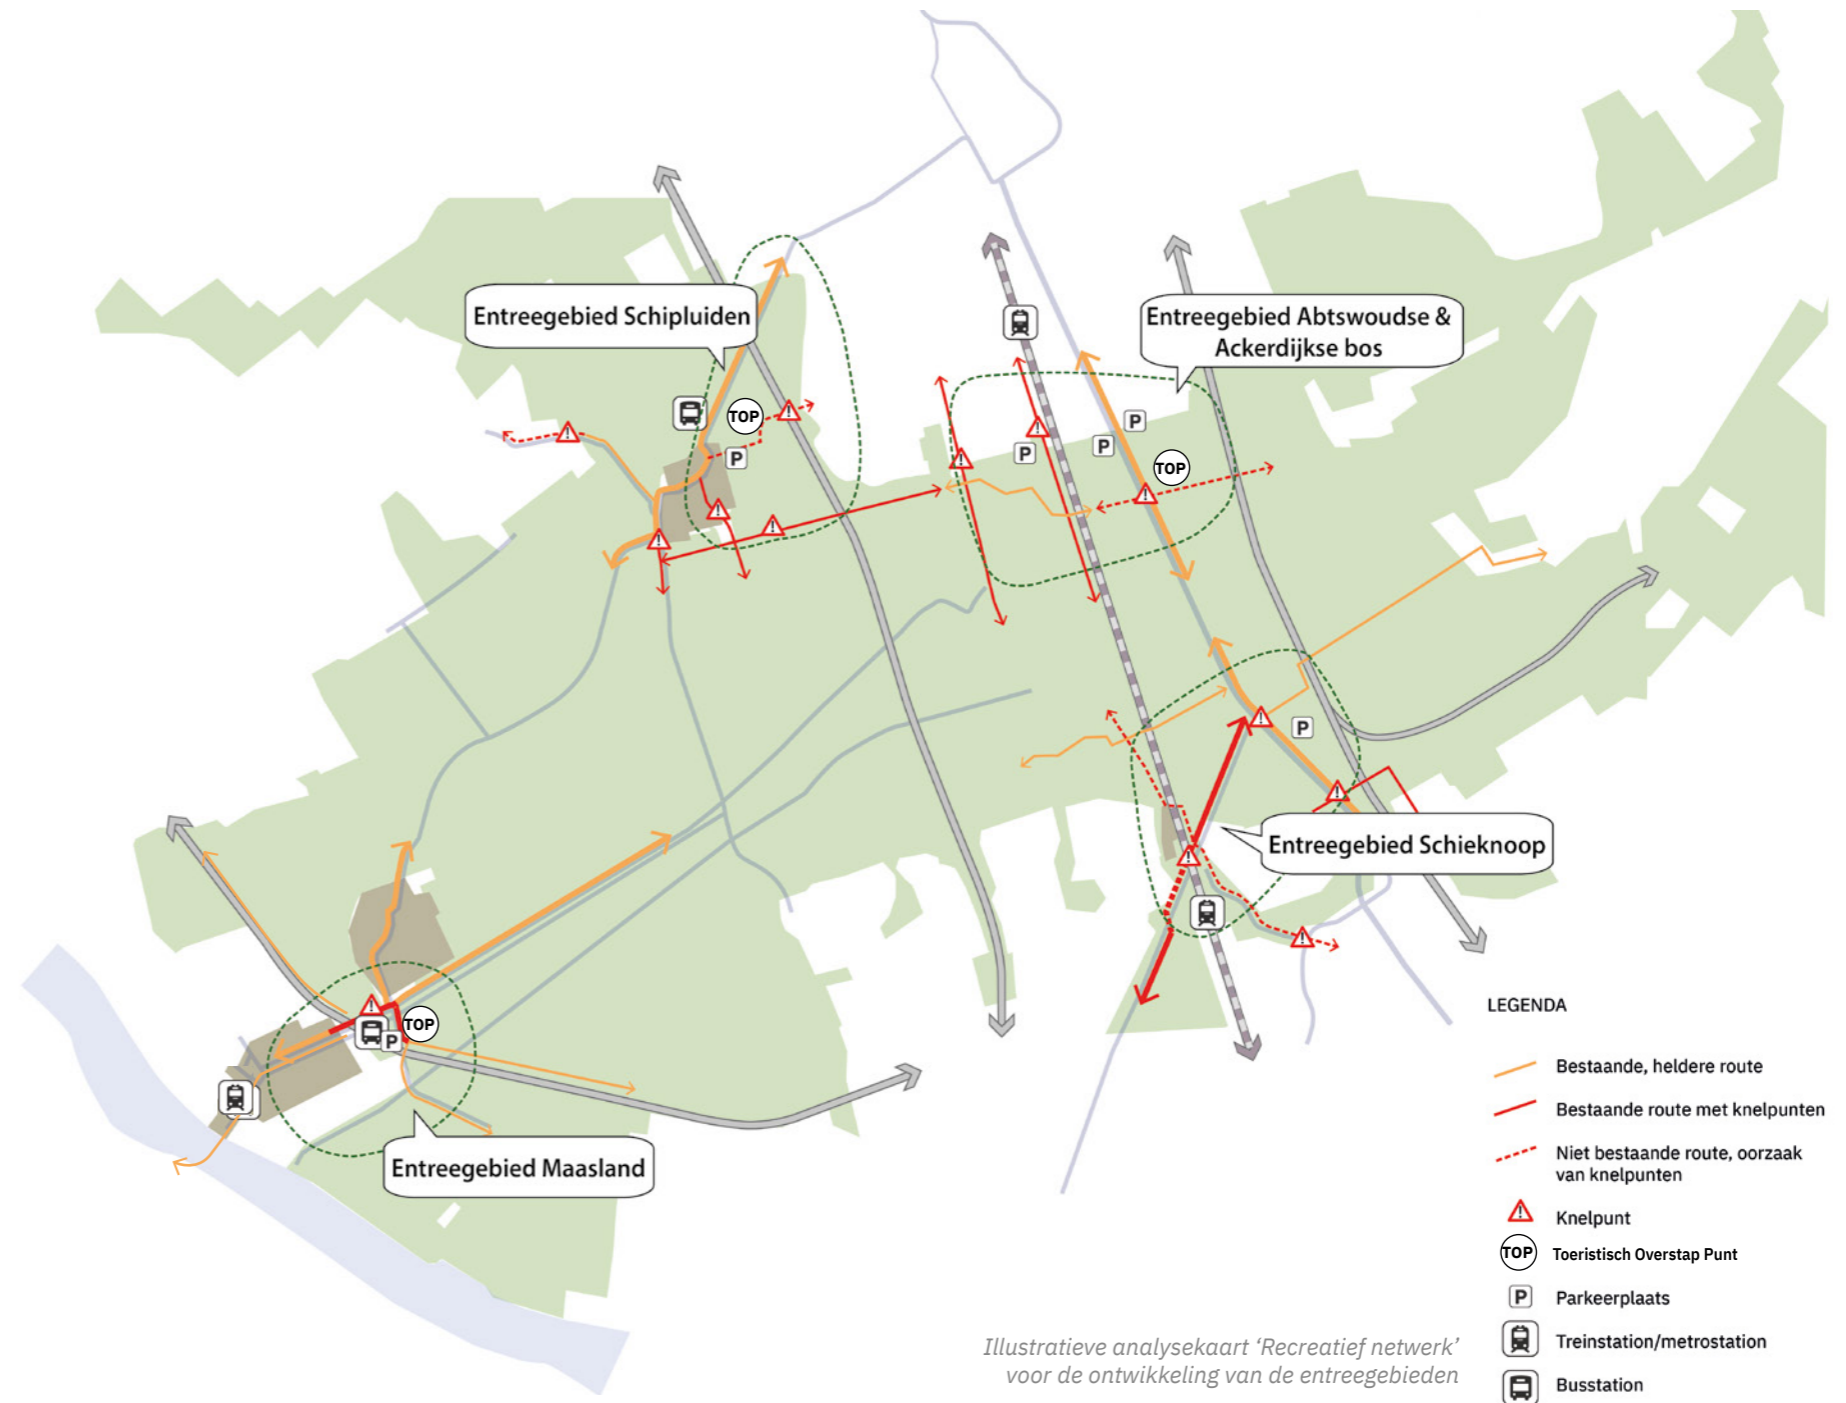 Entreegebied Schipluiden
Entreegebied Abtswoudse &
Ackerdijkse bos
TOP
P
P
P
P
TOP
P
Entreegebied Schieknoop
TOP
P
Entreegebied Maasland
LEGENDA
Bestaande, heldere route
Bestaande route met knelpunten
Niet bestaande route, oorzaak
van knelpunten
Knelpunt
TOP Toeristisch Overstap Punt
P Parkeerplaats
Treinstation/metrostation
Busstation
Illustratieve analysekaart ‘Recreatief netwerk’
voor de ontwikkeling van de entreegebieden